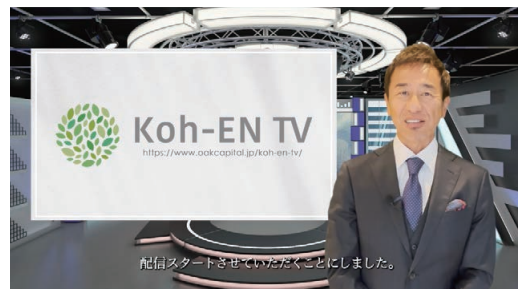 Koh-EN TV
https://www.oakcapital.jp/koh-en-tv/
配信スタートさせていただくことにしました。